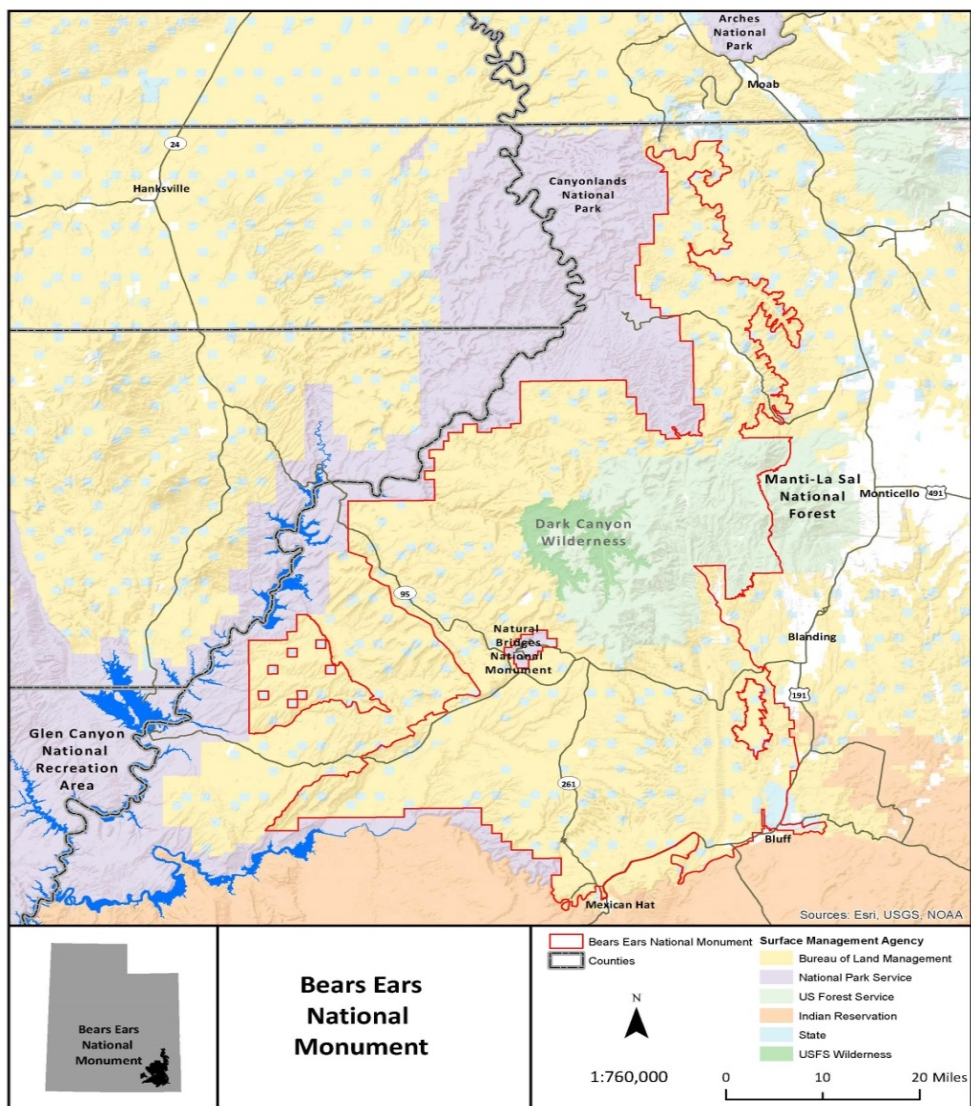 Arches
National
Park
Moab
24
Hanksville
Canyonlands
National
Park
Manti-La Sal
National
Forest
Monticello
491
Dark Canyon
Wilderness
95
Natural
Bridges
National
Monument
Blanding
191
Glen Canyon
National
Recreation
Area
261
Bluff
Mexican Hat
Sources: Esri, USGS, NOAA
Bears Ears
National
Monument
Bears Ears
National
Monument
Bears Ears National Monument
Counties
N
1:760,000
Surface Management Agency
Bureau of Land Management
National Park Service
US Forest Service
Indian Reservation
State
USFS Wilderness
0 10 20 Miles